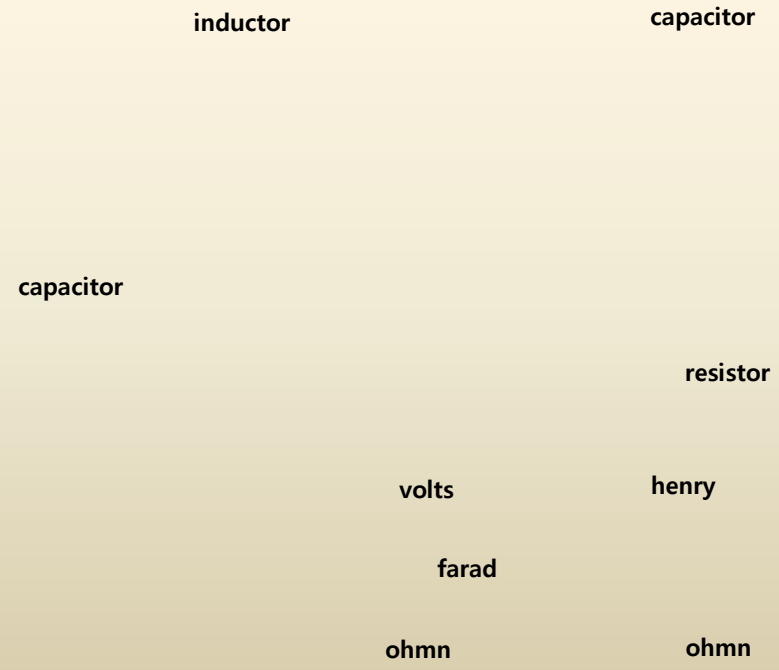 inductor
capacitor
capacitor
resistor
volts
henry
farad
ohmn
ohmn